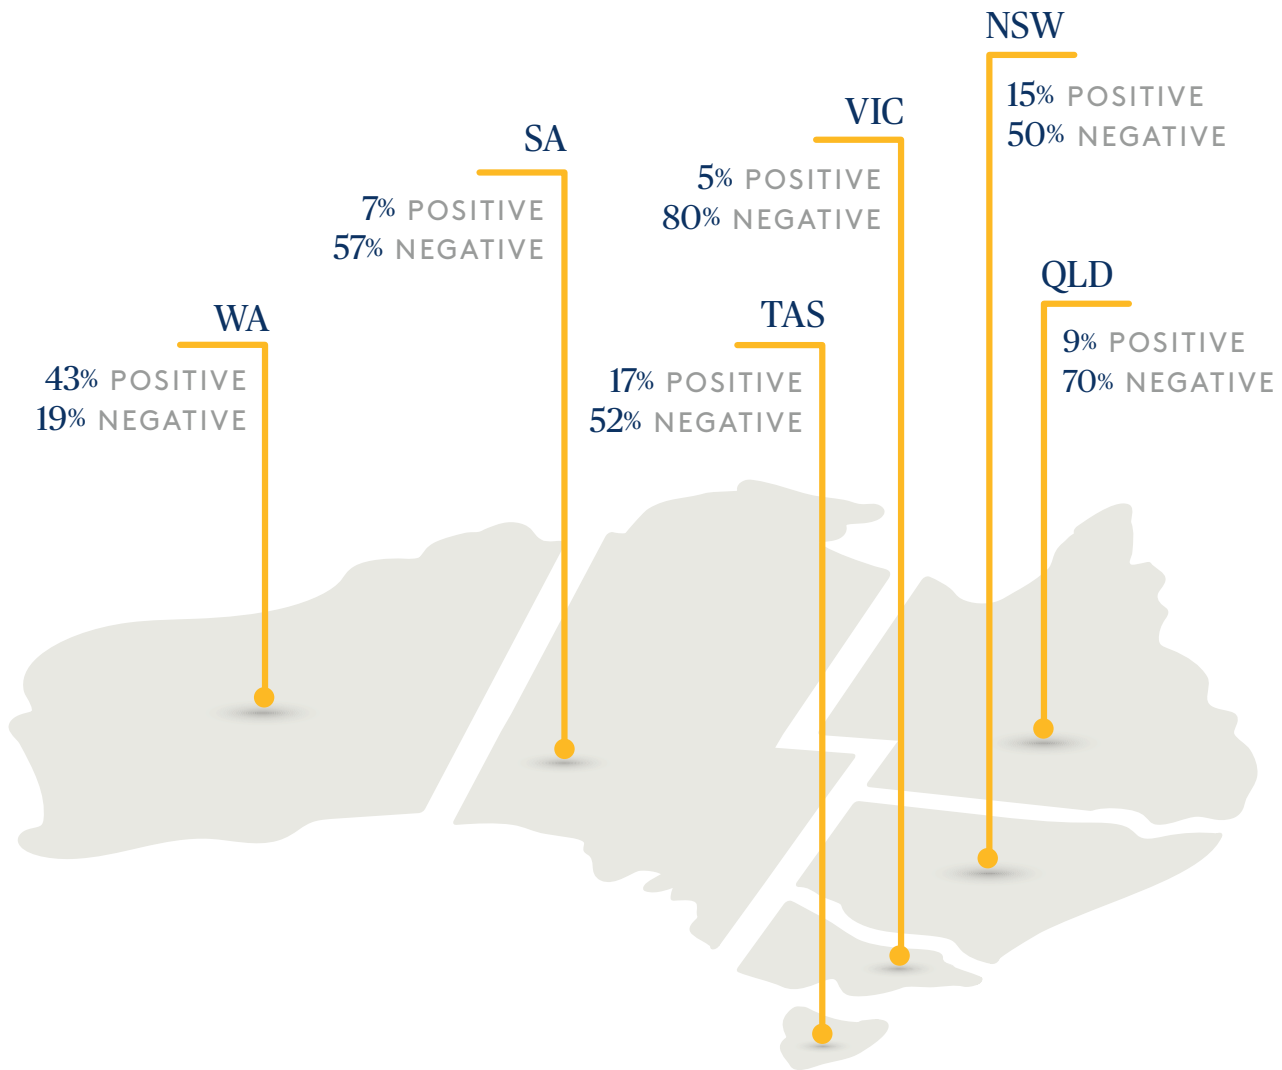 NSW
15% POSITIVE
50% NEGATIVE
VIC
5% POSITIVE
80% NEGATIVE
SA
7% POSITIVE
57% NEGATIVE
QLD
9% POSITIVE
70% NEGATIVE
TAS
17% POSITIVE
52% NEGATIVE
WA
43% POSITIVE
19% NEGATIVE